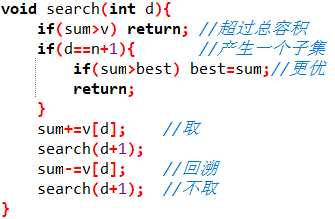 void search(int d){
if(sum>v) return; //超过总容积
if(d==n+1){ //产生一个子集
if(sum>best) best=sum;//更优
return;
}
sum+=v[d]; //取
search(d+1);
sum-=v[d]; //回溯
search(d+1); //不取
}